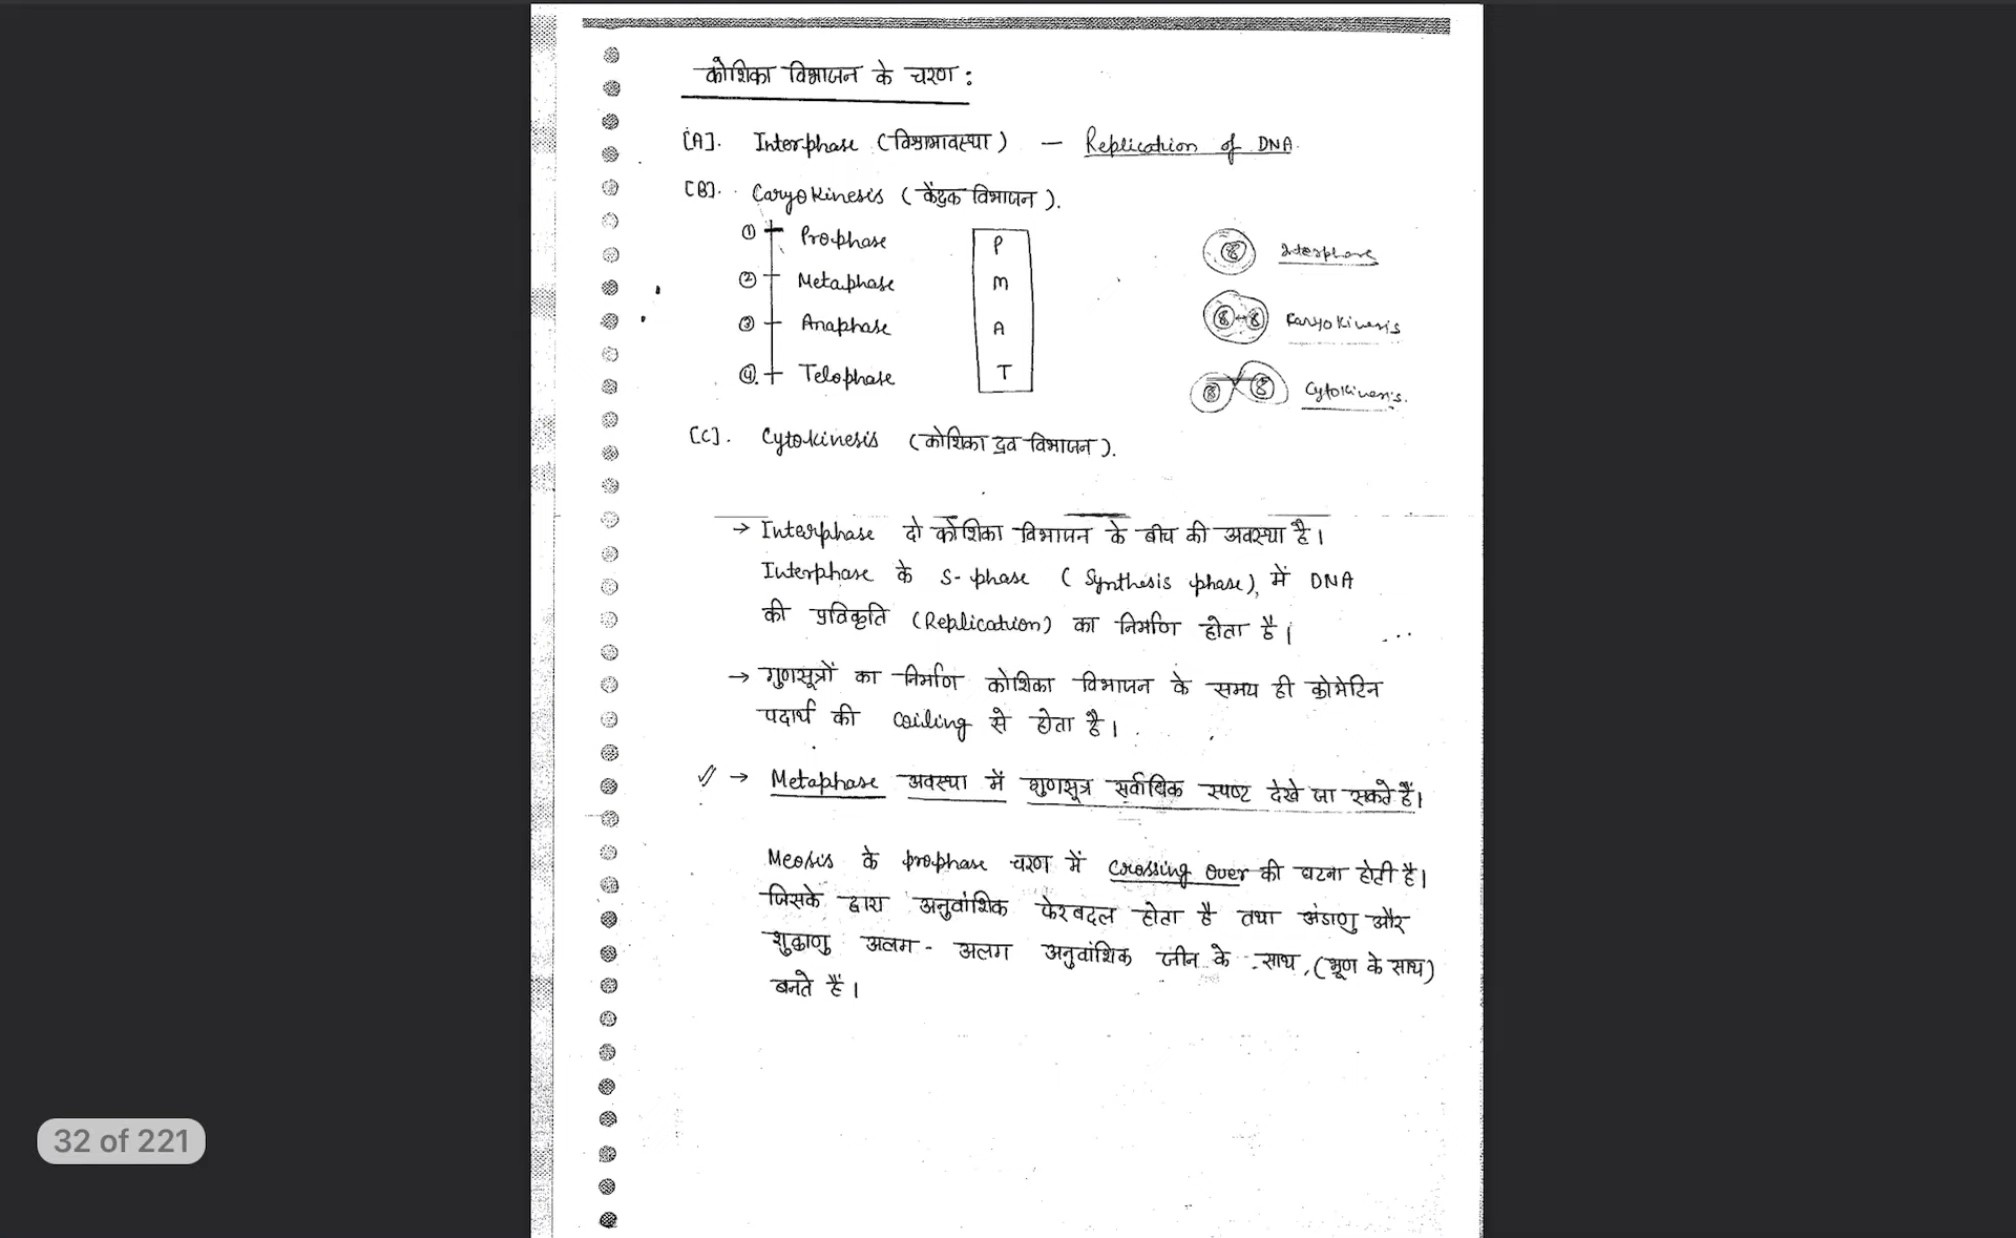 कोशिका विभाजन के चरण :
[A]. Interphase (विश्रामावस्था) — Replication of DNA.
[B]. Caryokinesis (केंद्रक विभाजन).
① Prophase P
② Metaphase M
③ Anaphase A
④. Telophase T
Interphase
Karyokinesis
Cytokinesis.
[C]. Cytokinesis (कोशिका द्रव विभाजन).
→ Interphase दो कोशिका विभाजन के बीच की अवस्था है।
Interphase के S-phase (Synthesis phase), में DNA
की प्रतिकृति (Replication) का निर्माण होता है।
→ गुणसूत्रों का निर्माण कोशिका विभाजन के समय ही क्रोमेटिन
पदार्थ की coiling से होता है।
→ Metaphase अवस्था में गुणसूत्र सर्वाधिक स्पष्ट देखे जा सकते हैं।
Meosis के prophase चरण में crossing over की घटना होती है।
जिसके द्वारा अनुवांशिक फेरबदल होता है तथा अंडाणु और
शुक्राणु अलग - अलग अनुवांशिक जीन के साथ, (भ्रूण के साथ)
बनते हैं।
32 of 221